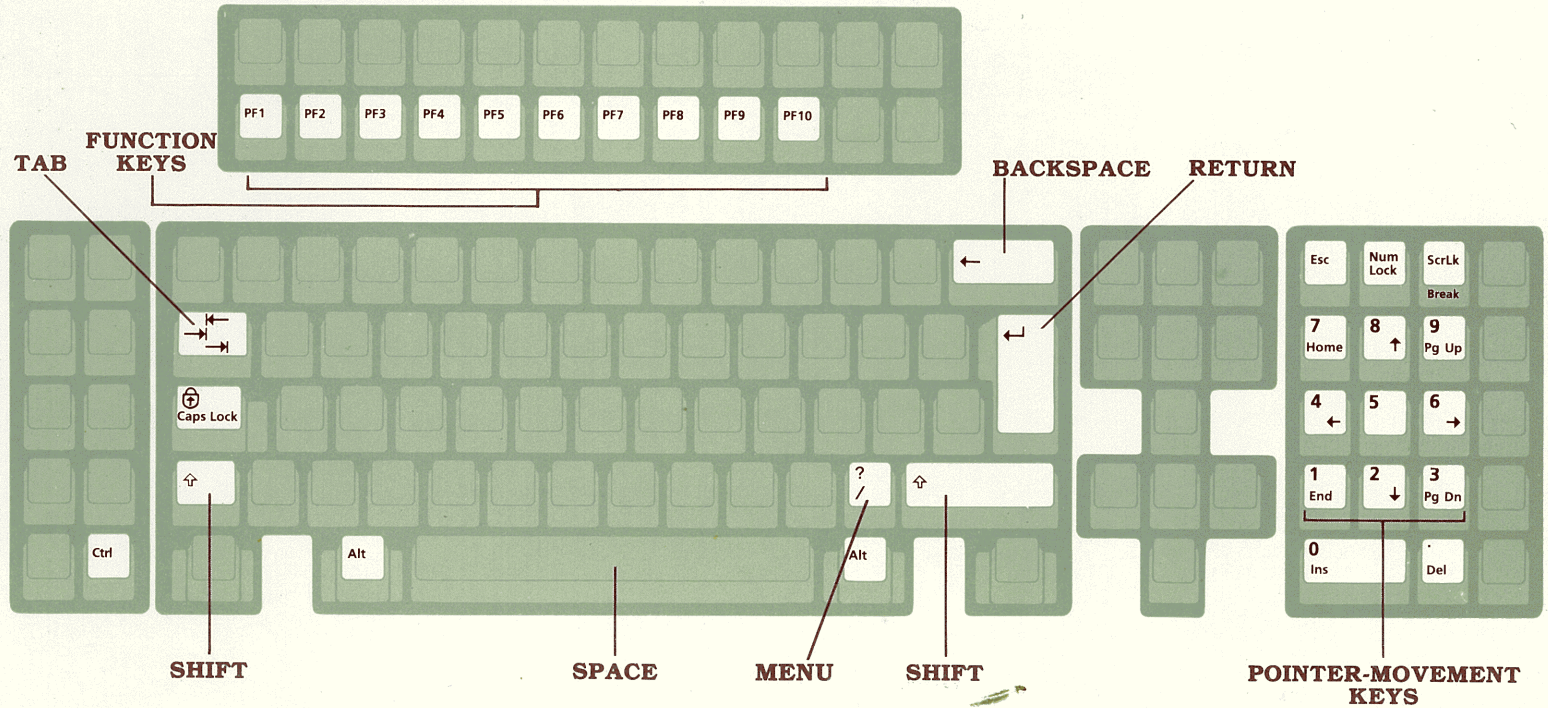 PF1 PF2 PF3 PF4 PF5 PF6 PF7 PF8 PF9 PF10
FUNCTION
KEYS
TAB
BACKSPACE
RETURN
←
Esc
Num
Lock
ScrLk
Break
⇤
→|
→|
↵
7
Home
8
↑
9
Pg Up
Caps Lock
4
←
5
6
→
⇧
?
/
⇧
1
End
2
↓
3
Pg Dn
Ctrl
Alt
Alt
0
Ins
.
Del
SHIFT
SPACE
MENU
SHIFT
POINTER-MOVEMENT
KEYS